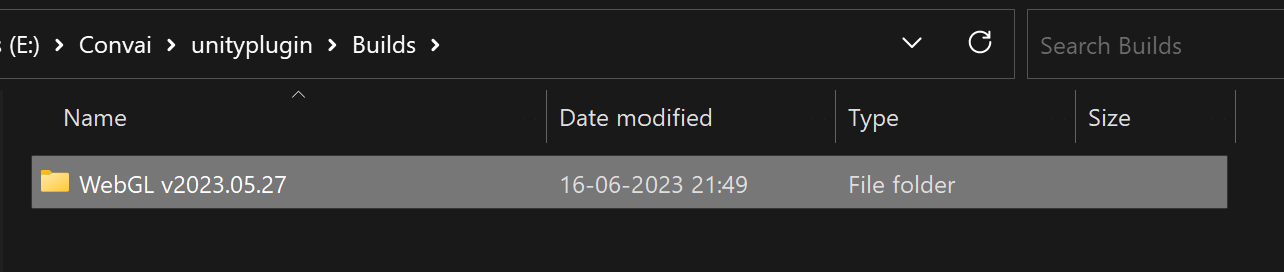 (E:) > Convai > unityplugin > Builds > Search Builds
Name Date modified Type Size
WebGL v2023.05.27 16-06-2023 21:49 File folder